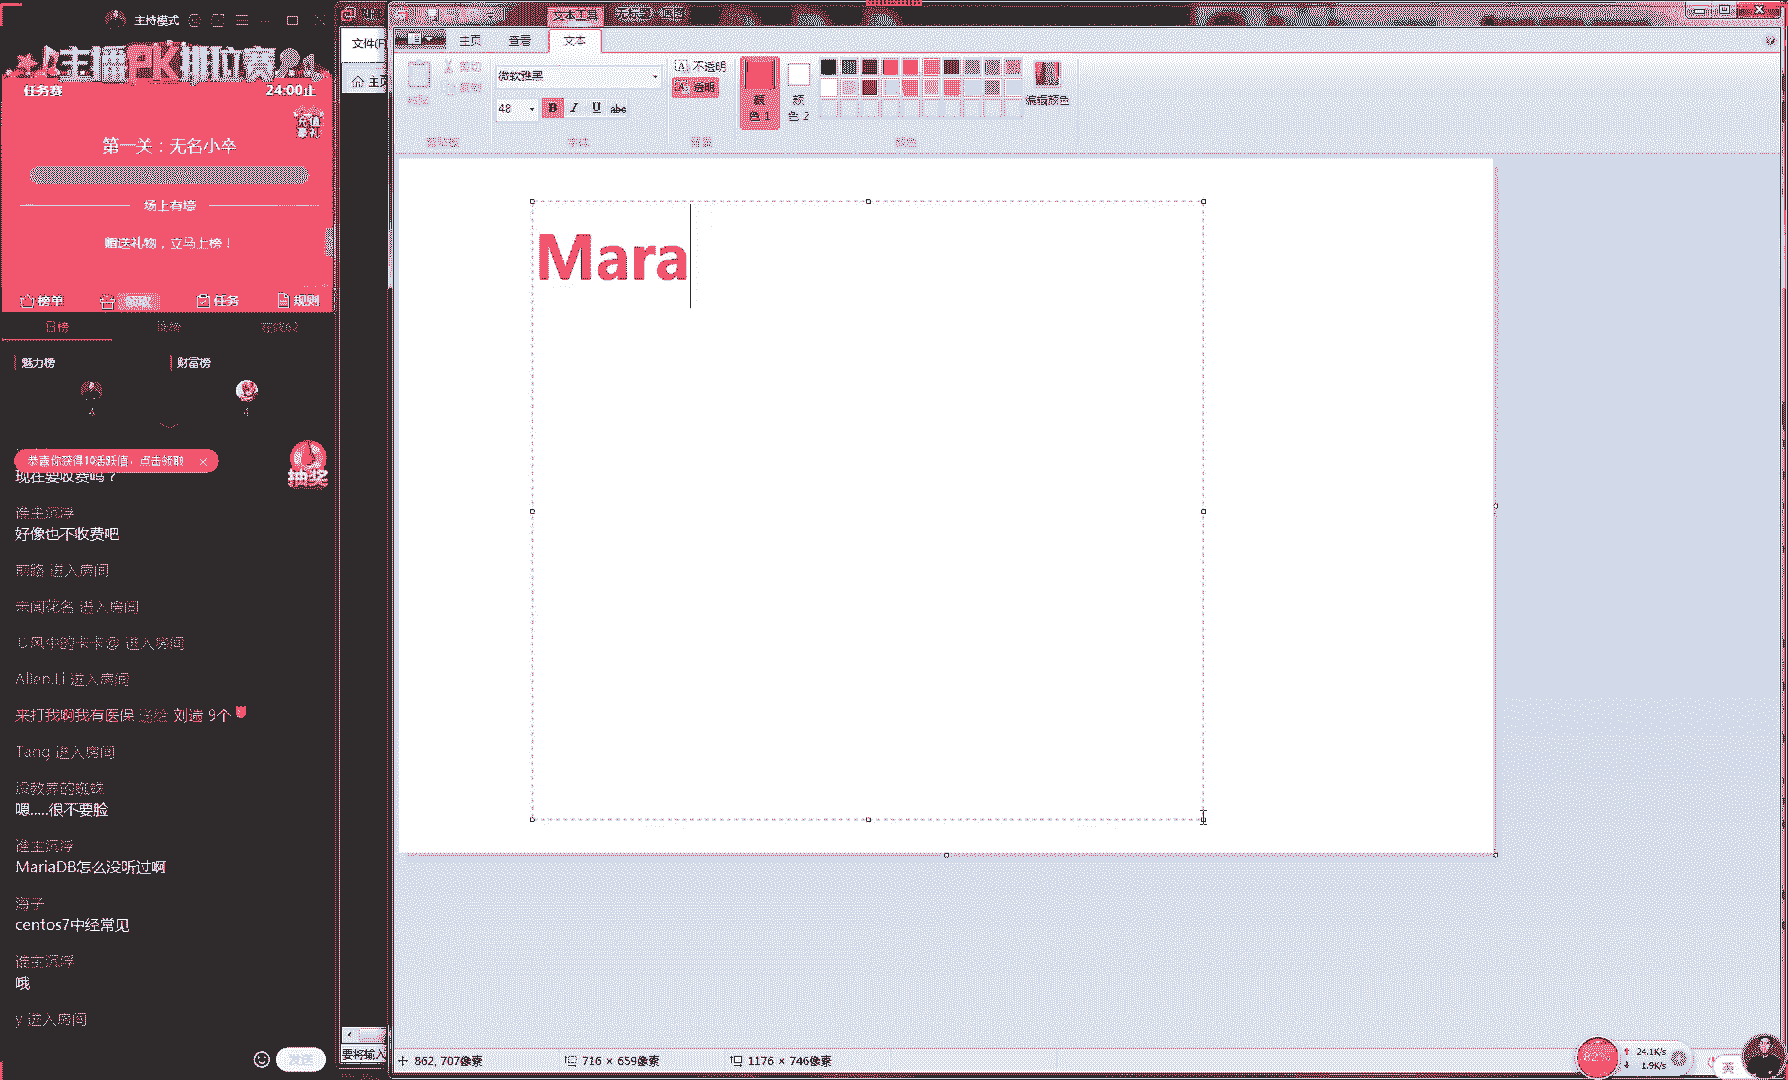 主持模式
主播PK排位赛
任务赛
24:00止
充值豪礼
第一关：无名小卒
场上有啥
赠送礼物，立马上榜！
榜单
任务
规则
日榜
魅力榜
财富榜
4
4
恭喜你获得10活跃值，点击领取
抽奖
现在要收费吗？
谁主沉浮
好像也不收费吧
进入房间
未闻花名 进入房间
じ风中的卡卡@ 进入房间
Allen.Li 进入房间
来打我啊我有医保 送给 刘遄 9个
Tang 进入房间
没教养的蜘蛛
嗯.....很不要脸
谁主沉浮
MariaDB怎么没听过啊
海子
centos7中经常见
谁主沉浮
哦
y 进入房间
发送
文件(F
主页
要将输入
文本工具
无标题 - 画图
主页
查看
文本
粘贴
剪切
复制
剪贴板
微软雅黑
48
B I U abc
字体
不透明
透明
背景
颜色 1
颜色 2
编辑颜色
颜色
Mara
862, 707像素
716 × 659像素
1176 × 746像素
82%
24.1K/s
1.9K/s
英